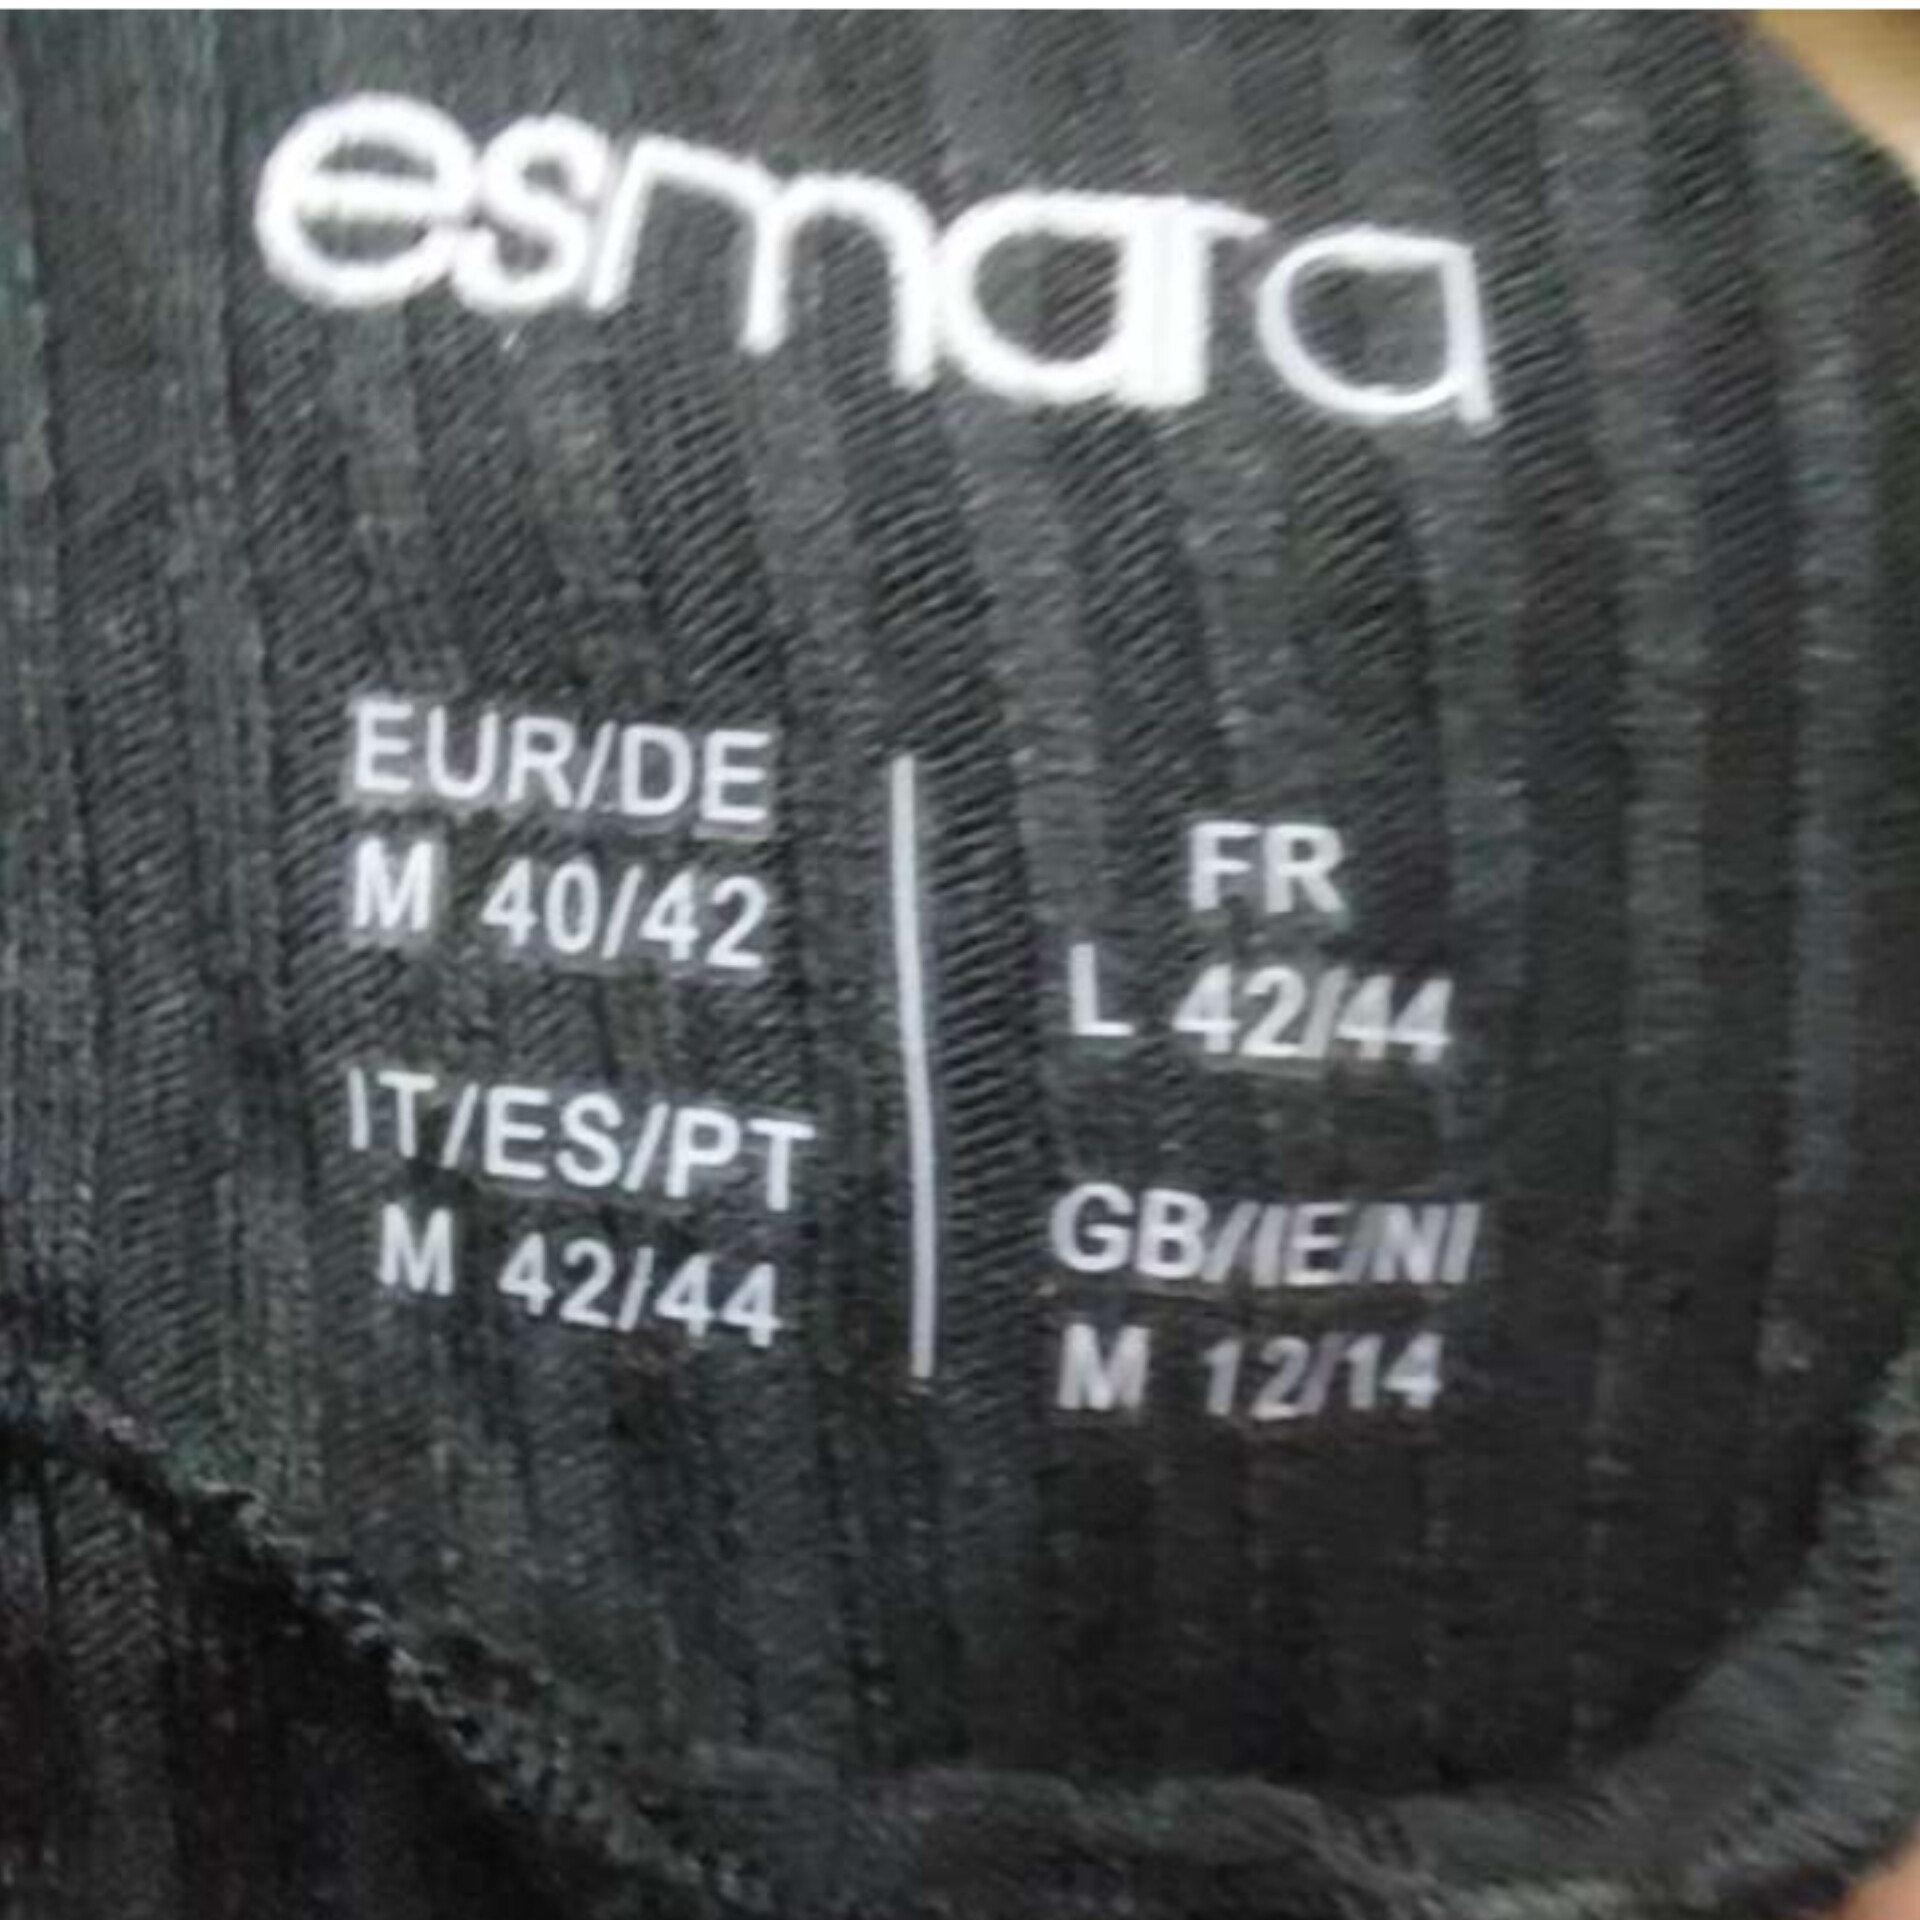 esmara
EUR/DE
M 40/42
IT/ES/PT
M 42/44
FR
L 42/44
GB/IE/NI
M 12/14